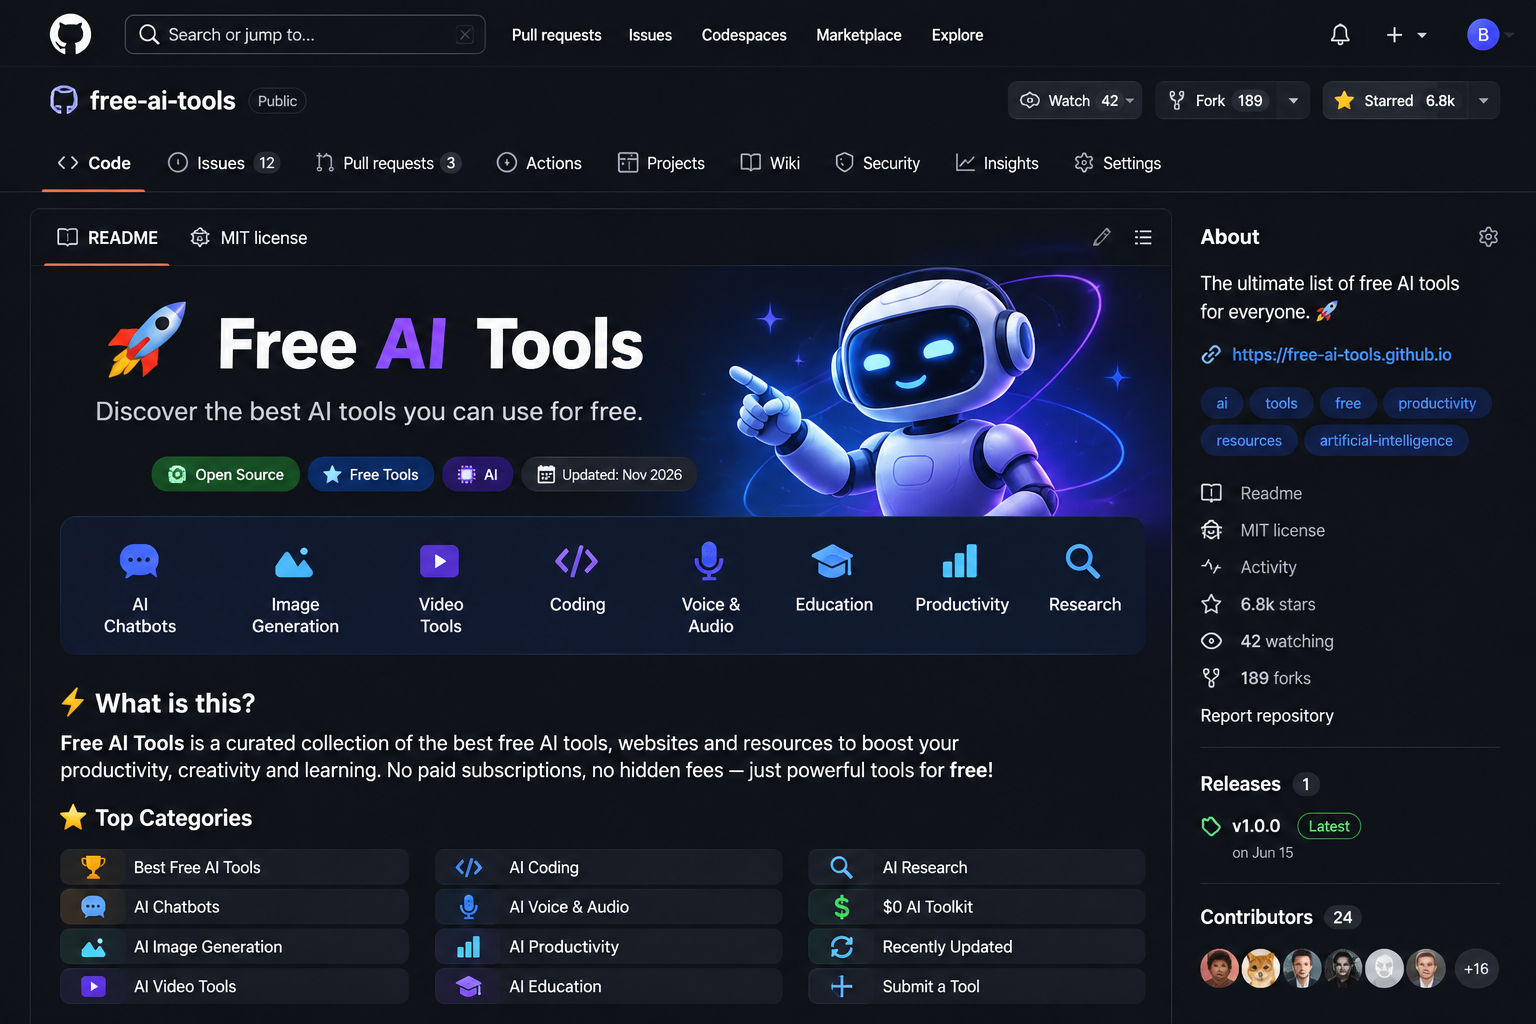 Search or jump to...
Pull requests
Issues
Codespaces
Marketplace
Explore
B
free-ai-tools
Public
Watch 42
Fork 189
Starred 6.8k
Code
Issues 12
Pull requests 3
Actions
Projects
Wiki
Security
Insights
Settings
README
MIT license
Free AI Tools
Discover the best AI tools you can use for free.
Open Source
Free Tools
AI
Updated: Nov 2026
AI
Chatbots
Image
Generation
Video
Tools
Coding
Voice &
Audio
Education
Productivity
Research
What is this?
Free AI Tools is a curated collection of the best free AI tools, websites and resources to boost your
productivity, creativity and learning. No paid subscriptions, no hidden fees — just powerful tools for free!
Top Categories
Best Free AI Tools
AI Coding
AI Research
AI Chatbots
AI Voice & Audio
$0 AI Toolkit
AI Image Generation
AI Productivity
Recently Updated
AI Video Tools
AI Education
Submit a Tool
About
The ultimate list of free AI tools
for everyone. 🚀
https://free-ai-tools.github.io
ai
tools
free
productivity
resources
artificial-intelligence
Readme
MIT license
Activity
6.8k stars
42 watching
189 forks
Report repository
Releases 1
v1.0.0
Latest
on Jun 15
Contributors 24
+16